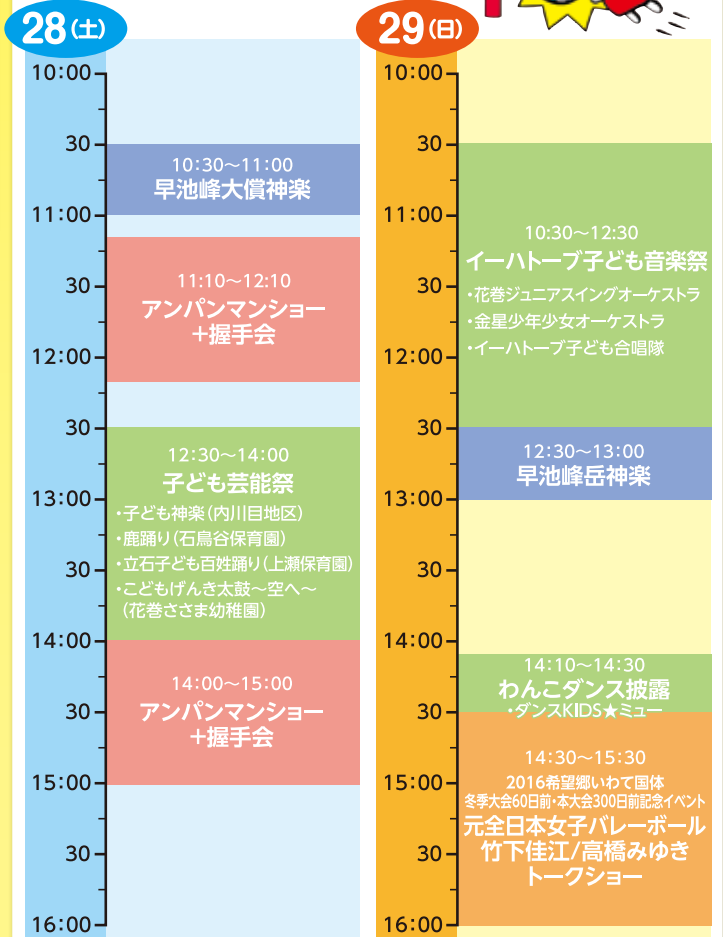 28(土)
10:00
30
11:00
30
12:00
30
13:00
30
14:00
30
15:00
30
16:00
10:30～11:00
早池峰大償神楽
11:10～12:10
アンパンマンショー
＋握手会
12:30～14:00
子ども芸能祭
・子ども神楽(内川目地区)
・鹿踊り(石鳥谷保育園)
・立石子ども百姓踊り(上瀬保育園)
・こどもげんき太鼓～空へ～
(花巻ささま幼稚園)
14:00～15:00
アンパンマンショー
＋握手会
29(日)
10:00
30
11:00
30
12:00
30
13:00
30
14:00
30
15:00
30
16:00
10:30～12:30
イーハトーブ子ども音楽祭
・花巻ジュニアスイングオーケストラ
・金星少年少女オーケストラ
・イーハトーブ子ども合唱隊
12:30～13:00
早池峰岳神楽
14:10～14:30
わんこダンス披露
・ダンスKIDS★ミュー
14:30～15:30
2016希望郷いわて国体
冬季大会60日前・本大会300日前記念イベント
元全日本女子バレーボール
竹下佳江/高橋みゆき
トークショー